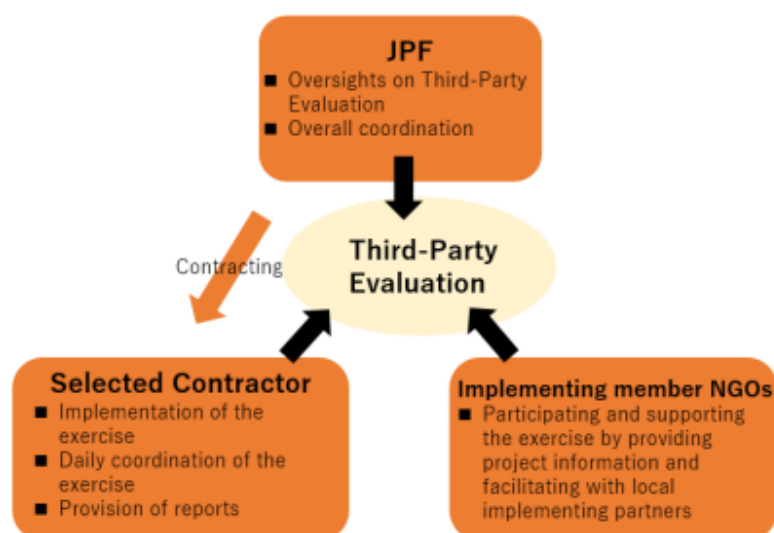 JPF
■ Oversights on Third-Party
Evaluation
■ Overall coordination
Contracting
Third-Party
Evaluation
Selected Contractor
■ Implementation of the
exercise
■ Daily coordination of the
exercise
■ Provision of reports
Implementing member NGOs
■ Participating and supporting
the exercise by providing
project information and
facilitating with local
implementing partners